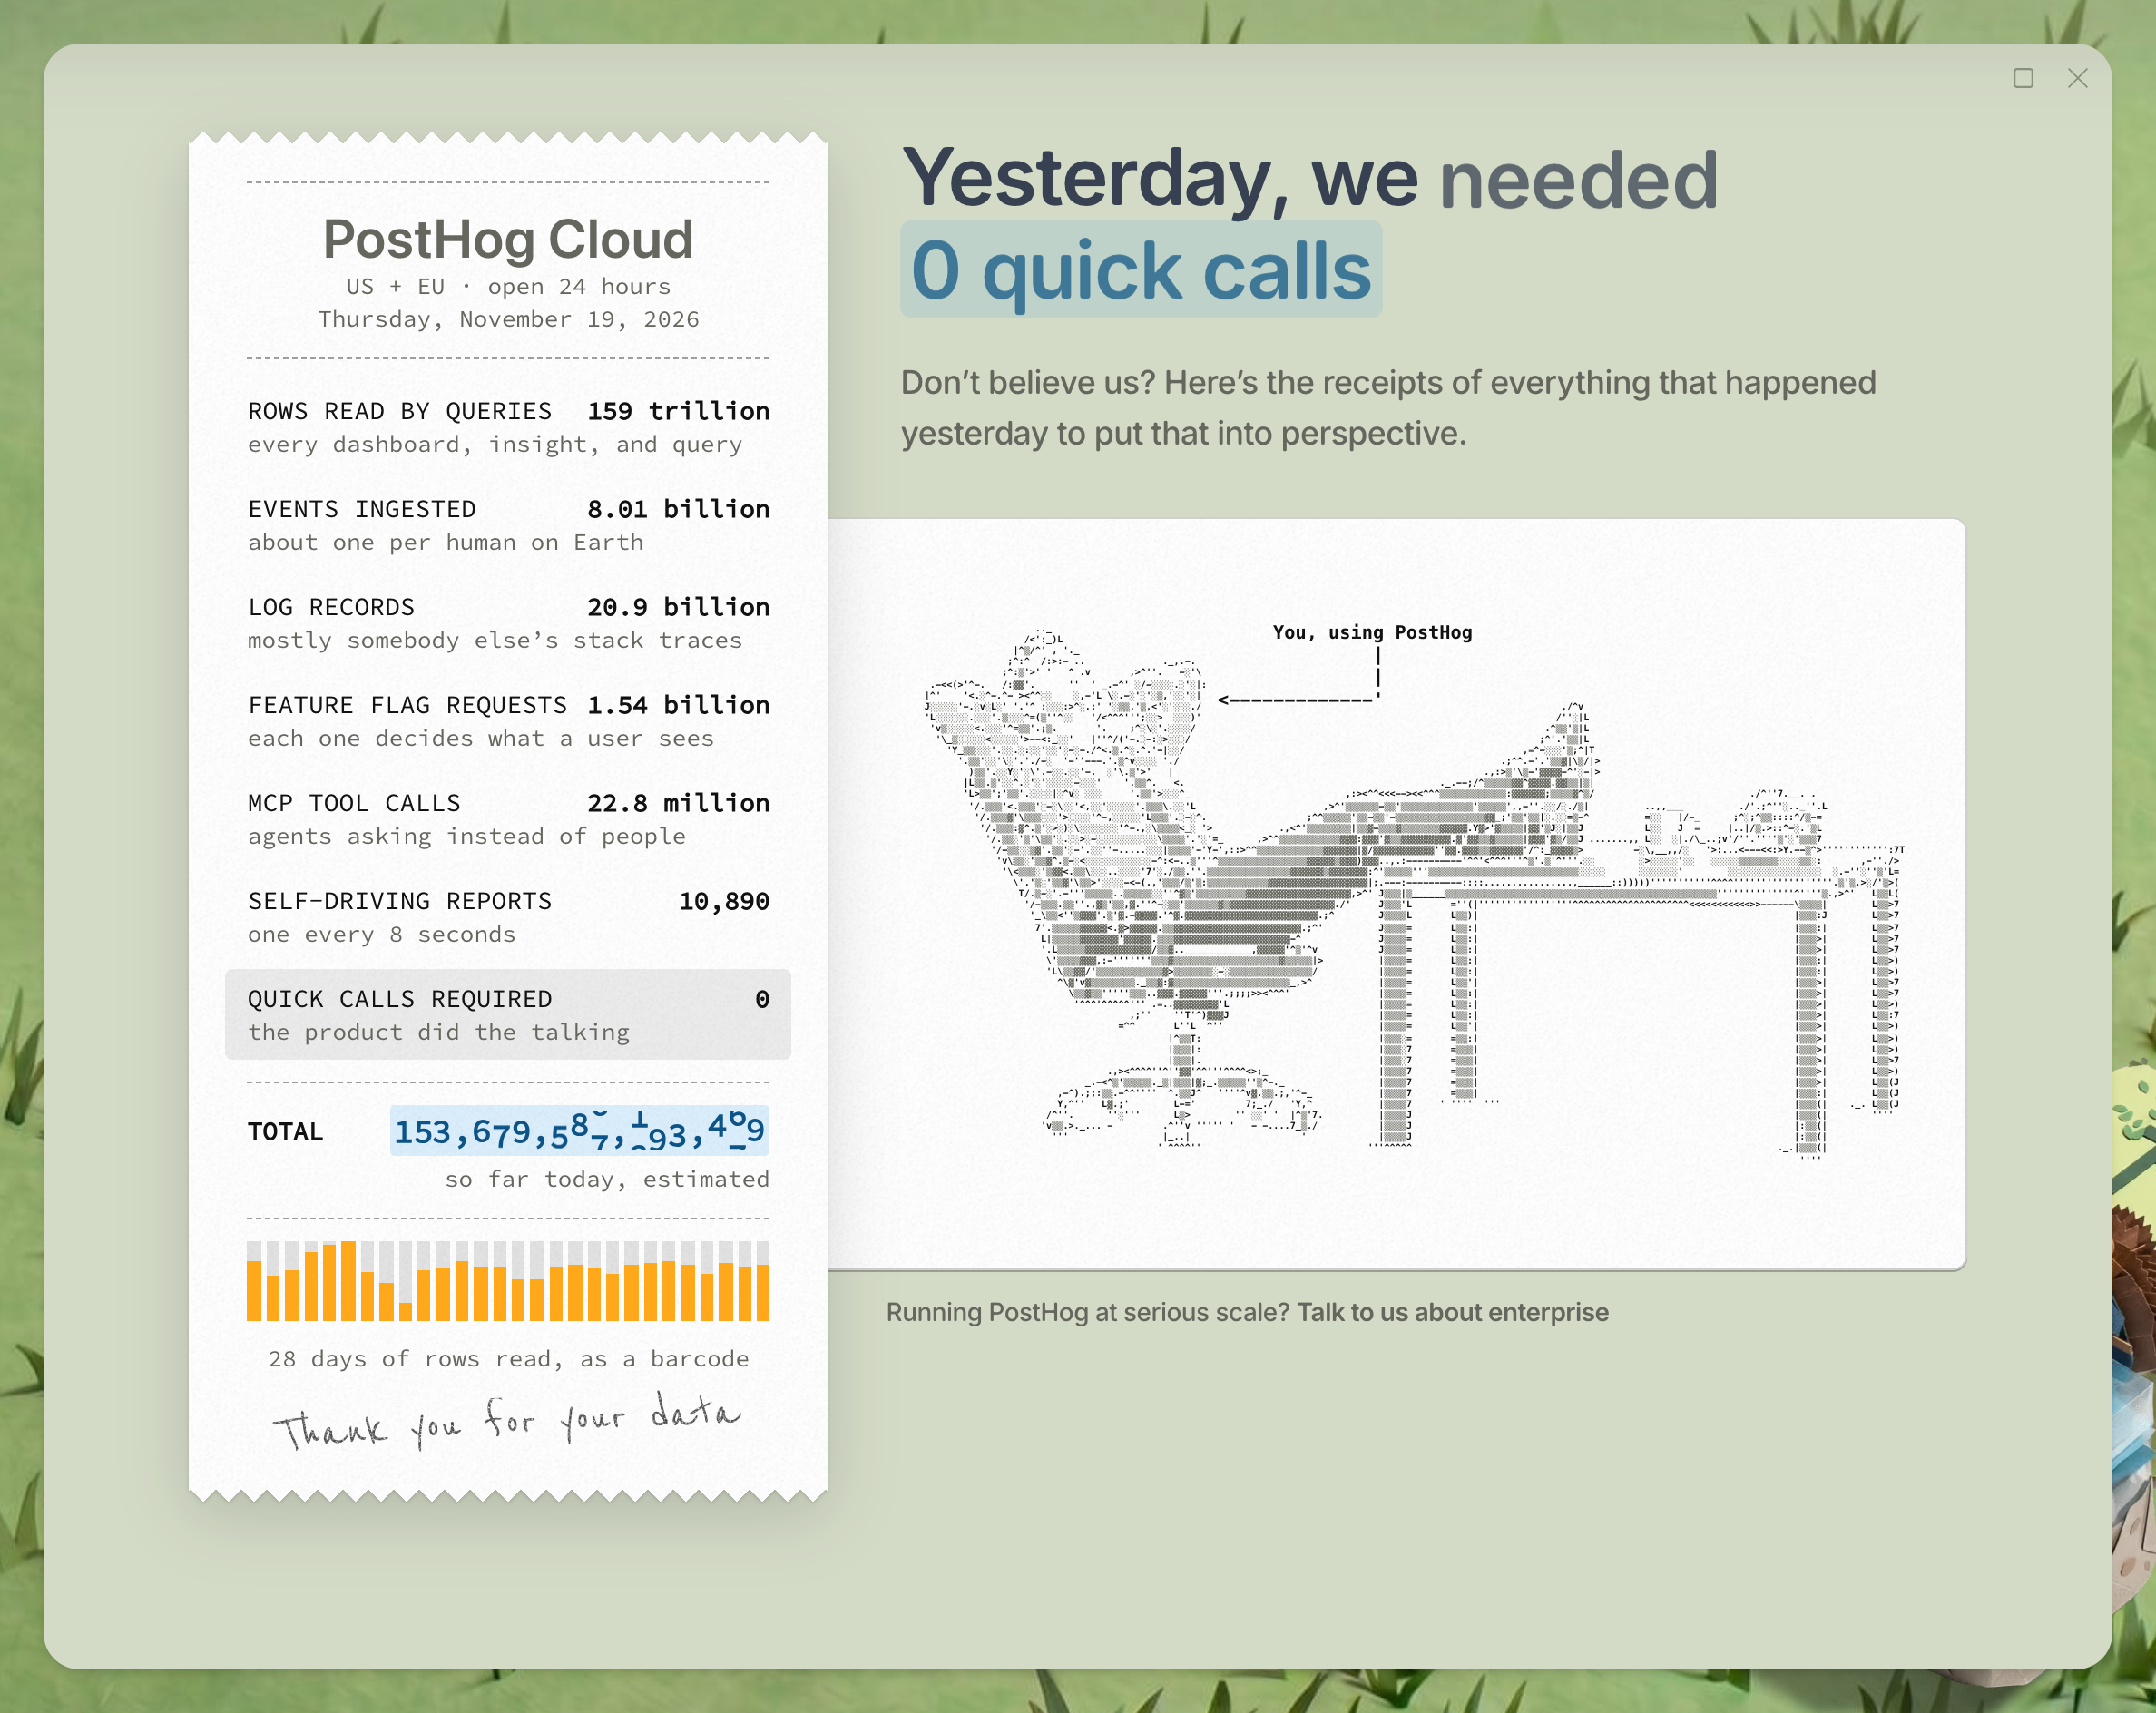 PostHog Cloud
US + EU · open 24 hours
Thursday, November 19, 2026
ROWS READ BY QUERIES 159 trillion
every dashboard, insight, and query
EVENTS INGESTED 8.01 billion
about one per human on Earth
LOG RECORDS 20.9 billion
mostly somebody else’s stack traces
FEATURE FLAG REQUESTS 1.54 billion
each one decides what a user sees
MCP TOOL CALLS 22.8 million
agents asking instead of people
SELF-DRIVING REPORTS 10,890
one every 8 seconds
QUICK CALLS REQUIRED 0
the product did the talking
TOTAL
so far today, estimated
28 days of rows read, as a barcode
Thank you for your data
Yesterday, we needed
0 quick calls
Don’t believe us? Here’s the receipts of everything that happened
yesterday to put that into perspective.
You, using PostHog
Running PostHog at serious scale? Talk to us about enterprise